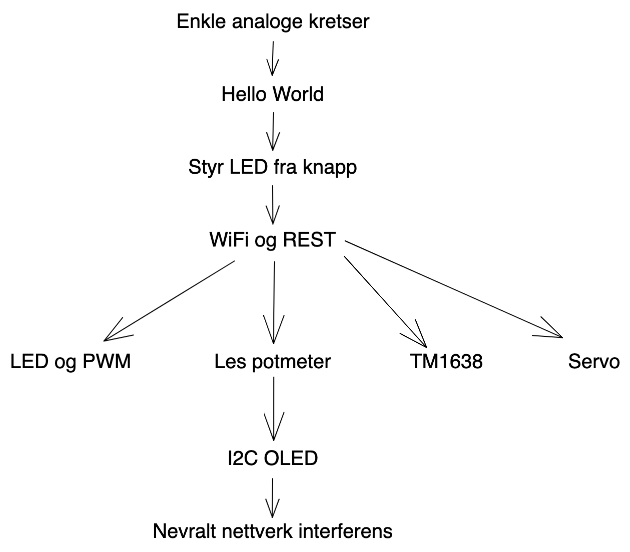 Enkle analoge kretser
Hello World
Styr LED fra knapp
WiFi og REST
LED og PWM
Les potmeter
TM1638
Servo
I2C OLED
Nevralt nettverk interferens